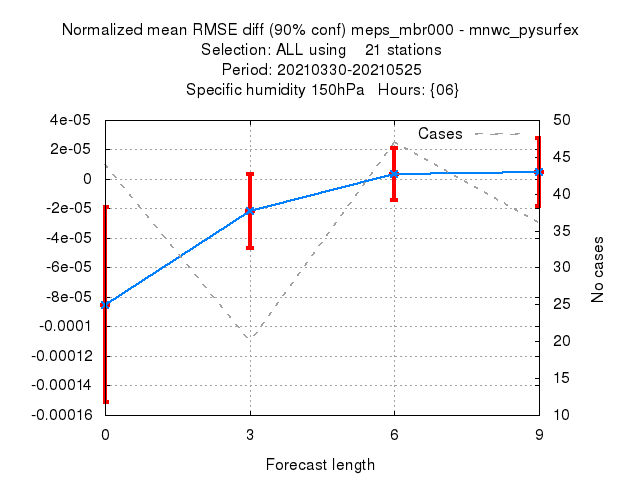 Normalized mean RMSE diff (90% conf) meps_mbr000 - mnwc_pysurfex
Selection: ALL using    21 stations
Period: 20210330-20210525
Specific humidity 150hPa   Hours: {06}
4e-05
2e-05
0
-2e-05
-4e-05
-6e-05
-8e-05
-0.0001
-0.00012
-0.00014
-0.00016
Cases
50
45
40
35
30
25
20
15
10
No cases
0
3
6
9
Forecast length